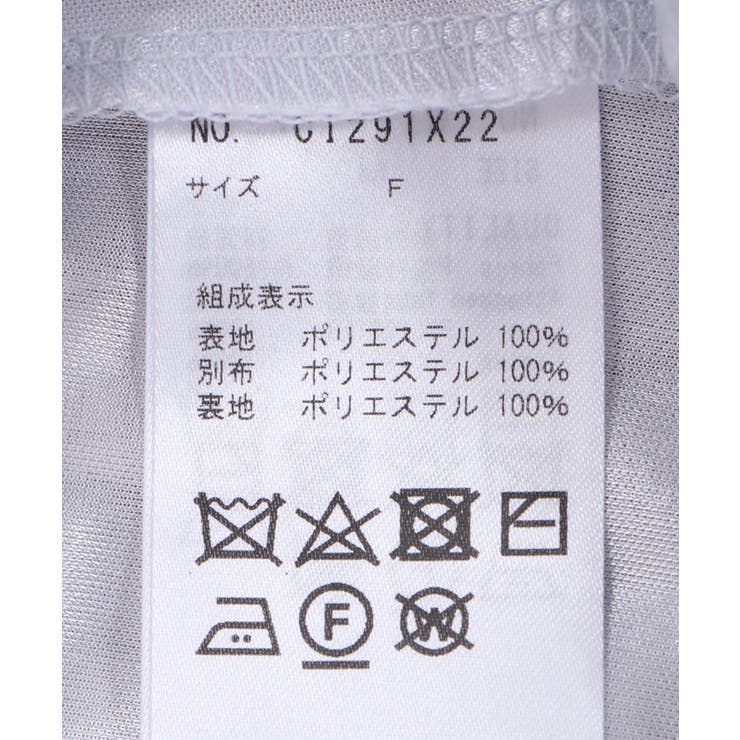 NO. CI291X22
サイズ F
組成表示
表地 ポリエステル 100%
別布 ポリエステル 100%
裏地 ポリエステル 100%
F
W